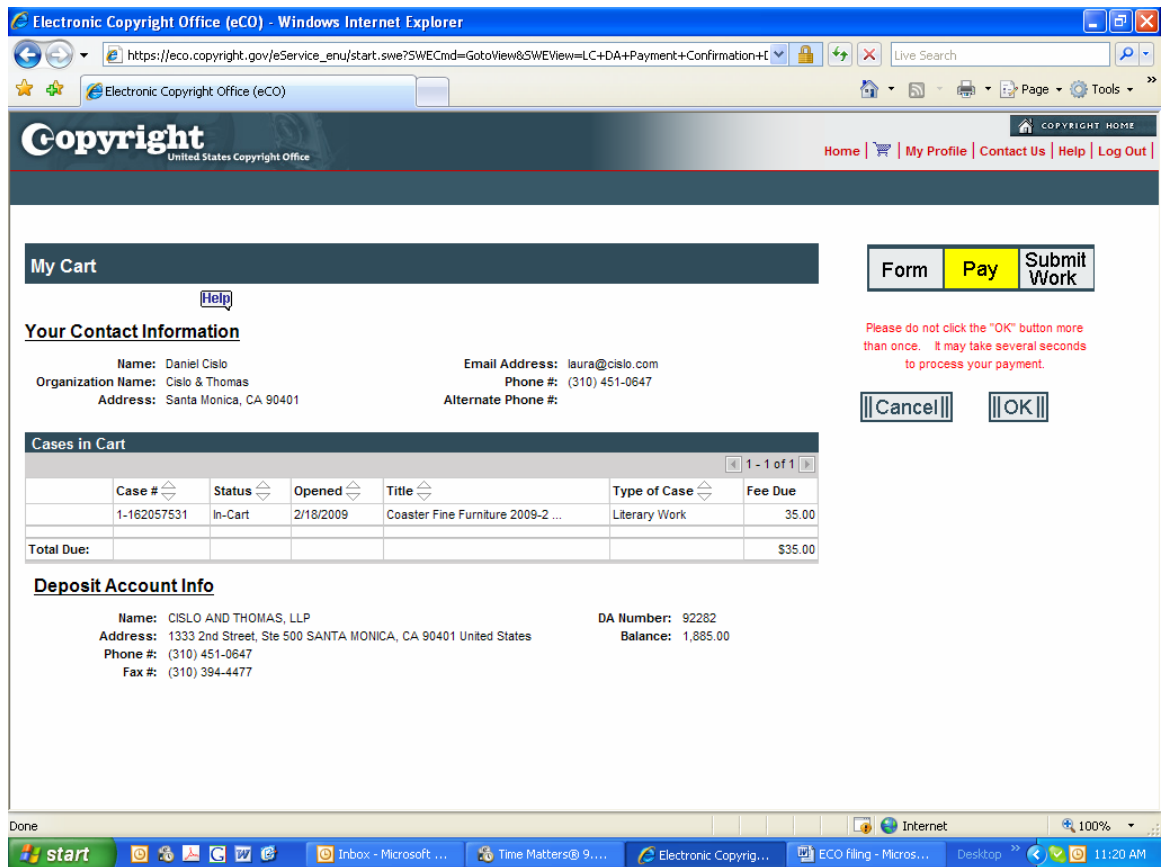 Electronic Copyright Office (eCO) - Windows Internet Explorer
https://eco.copyright.gov/eService_enu/start.swe?SWECmd=GotoView&SWEView=LC+DA+Payment+Confirmation+D
Live Search
Electronic Copyright Office (eCO)
Page
Tools
»
Copyright
United States Copyright Office
COPYRIGHT HOME
Home | My Profile | Contact Us | Help | Log Out |
My Cart
Form Pay Submit Work
Help
Your Contact Information
Please do not click the "OK" button more
than once. It may take several seconds
to process your payment.
Name: Daniel Cislo Email Address: laura@cislo.com
Organization Name: Cislo & Thomas Phone #: (310) 451-0647
Address: Santa Monica, CA 90401 Alternate Phone #:
Cancel OK
Cases in Cart
1 - 1 of 1
Case # Status Opened Title Type of Case Fee Due
1-162057531 In-Cart 2/18/2009 Coaster Fine Furniture 2009-2 ... Literary Work 35.00
Total Due: $35.00
Deposit Account Info
Name: CISLO AND THOMAS, LLP DA Number: 92282
Address: 1333 2nd Street, Ste 500 SANTA MONICA, CA 90401 United States Balance: 1,885.00
Phone #: (310) 451-0647
Fax #: (310) 394-4477
Done Internet 100%
start Inbox - Microsoft ... Time Matters® 9.... Electronic Copyrig... ECO filing - Micros... Desktop » 11:20 AM